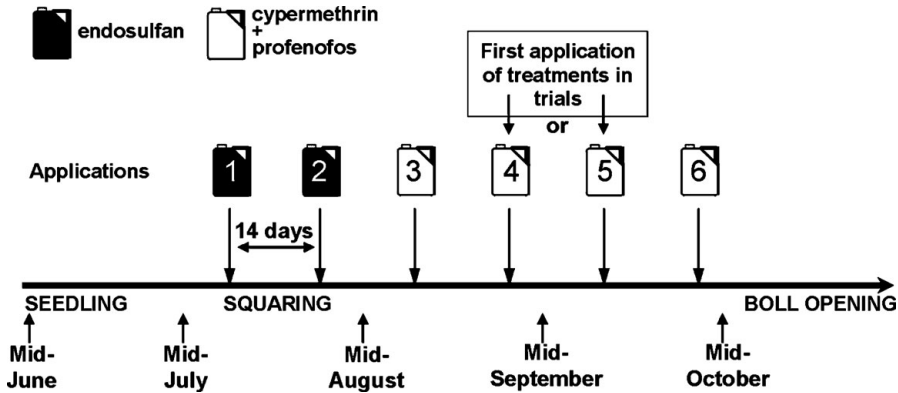 endosulfan
cypermethrin
+
profenofos
First application
of treatments in
trials
or
Applications
1 2 3 4 5 6
14 days
SEEDLING SQUARING BOLL OPENING
Mid- Mid- Mid- Mid- Mid-
June July August September October